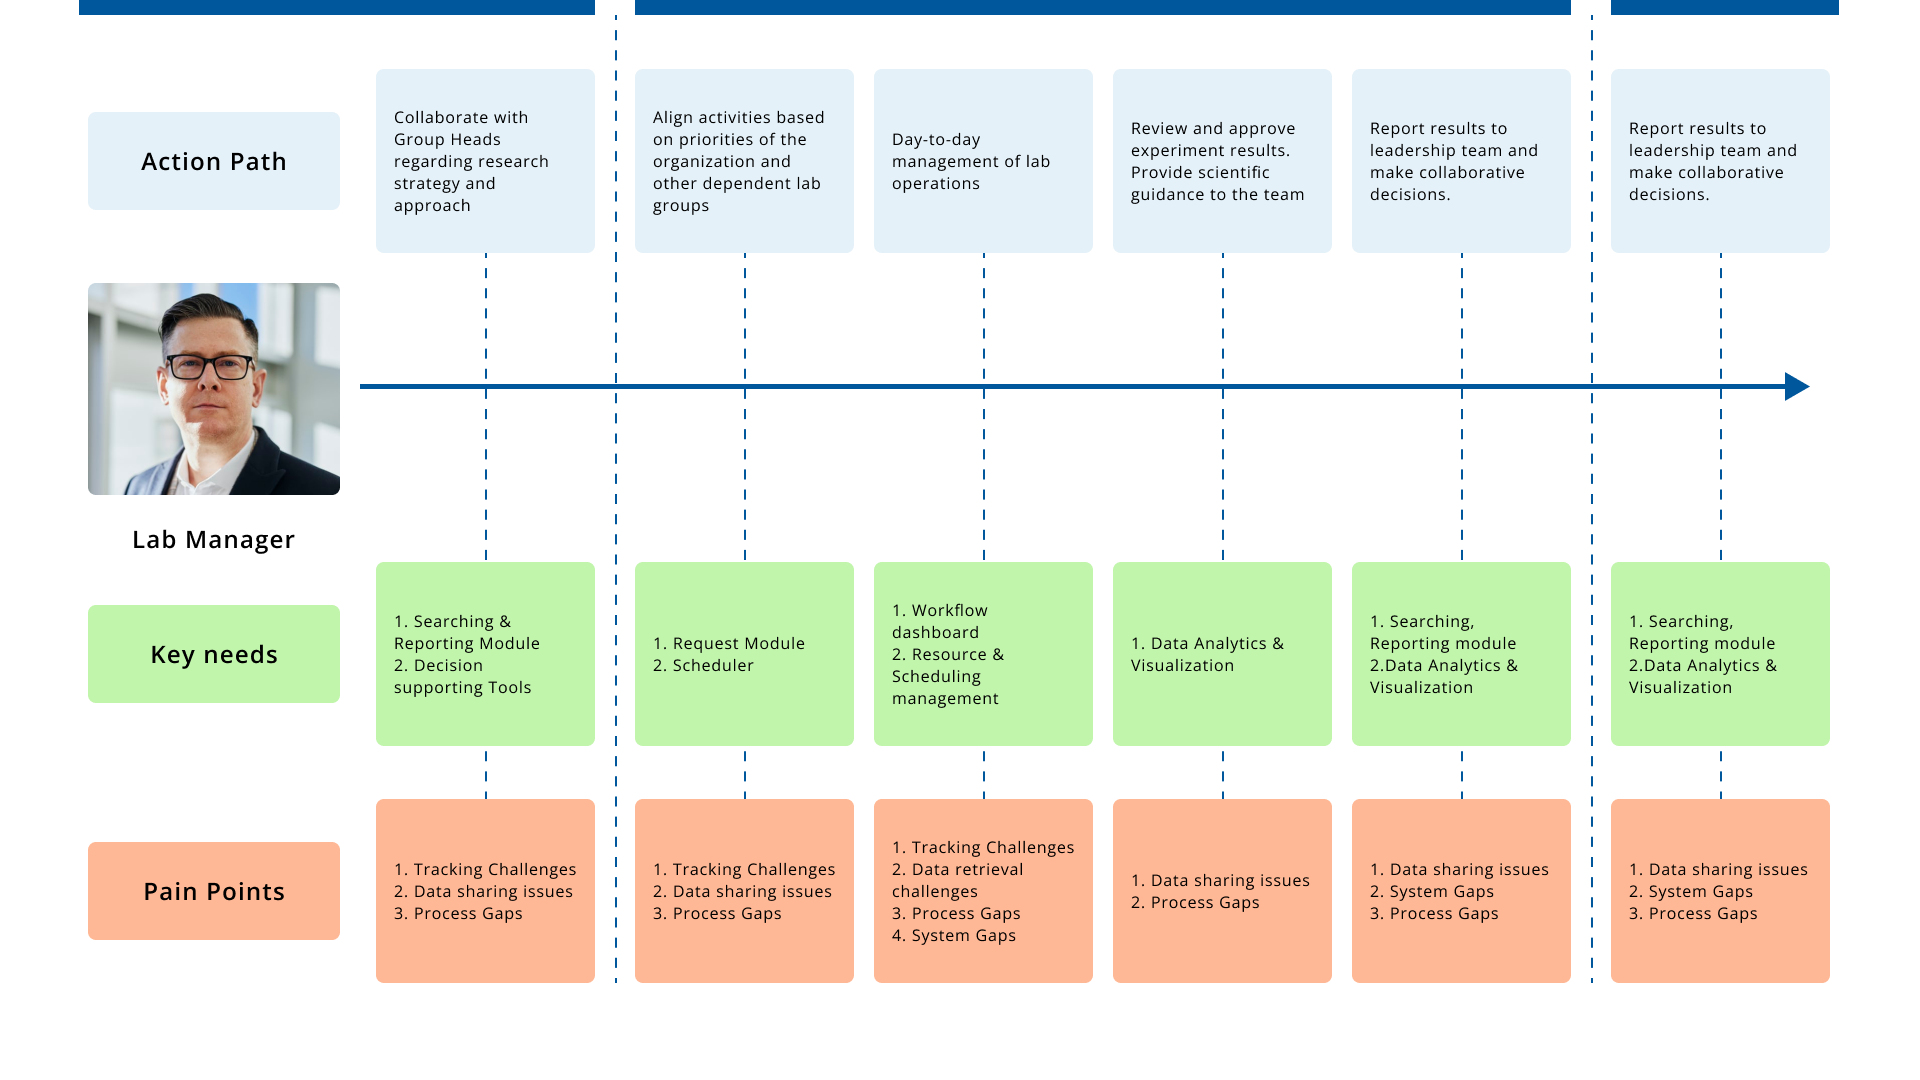 Action Path
Collaborate with
Group Heads
regarding research
strategy and
approach
Align activities based
on priorities of the
organization and
other dependent lab
groups
Day-to-day
management of lab
operations
Review and approve
experiment results.
Provide scientific
guidance to the team
Report results to
leadership team and
make collaborative
decisions.
Report results to
leadership team and
make collaborative
decisions.
Lab Manager
Key needs
1. Searching &
Reporting Module
2. Decision
supporting Tools
1. Request Module
2. Scheduler
1. Workflow
dashboard
2. Resource &
Scheduling
management
1. Data Analytics &
Visualization
1. Searching,
Reporting module
2.Data Analytics &
Visualization
1. Searching,
Reporting module
2.Data Analytics &
Visualization
Pain Points
1. Tracking Challenges
2. Data sharing issues
3. Process Gaps
1. Tracking Challenges
2. Data sharing issues
3. Process Gaps
1. Tracking Challenges
2. Data retrieval
challenges
3. Process Gaps
4. System Gaps
1. Data sharing issues
2. Process Gaps
1. Data sharing issues
2. System Gaps
3. Process Gaps
1. Data sharing issues
2. System Gaps
3. Process Gaps